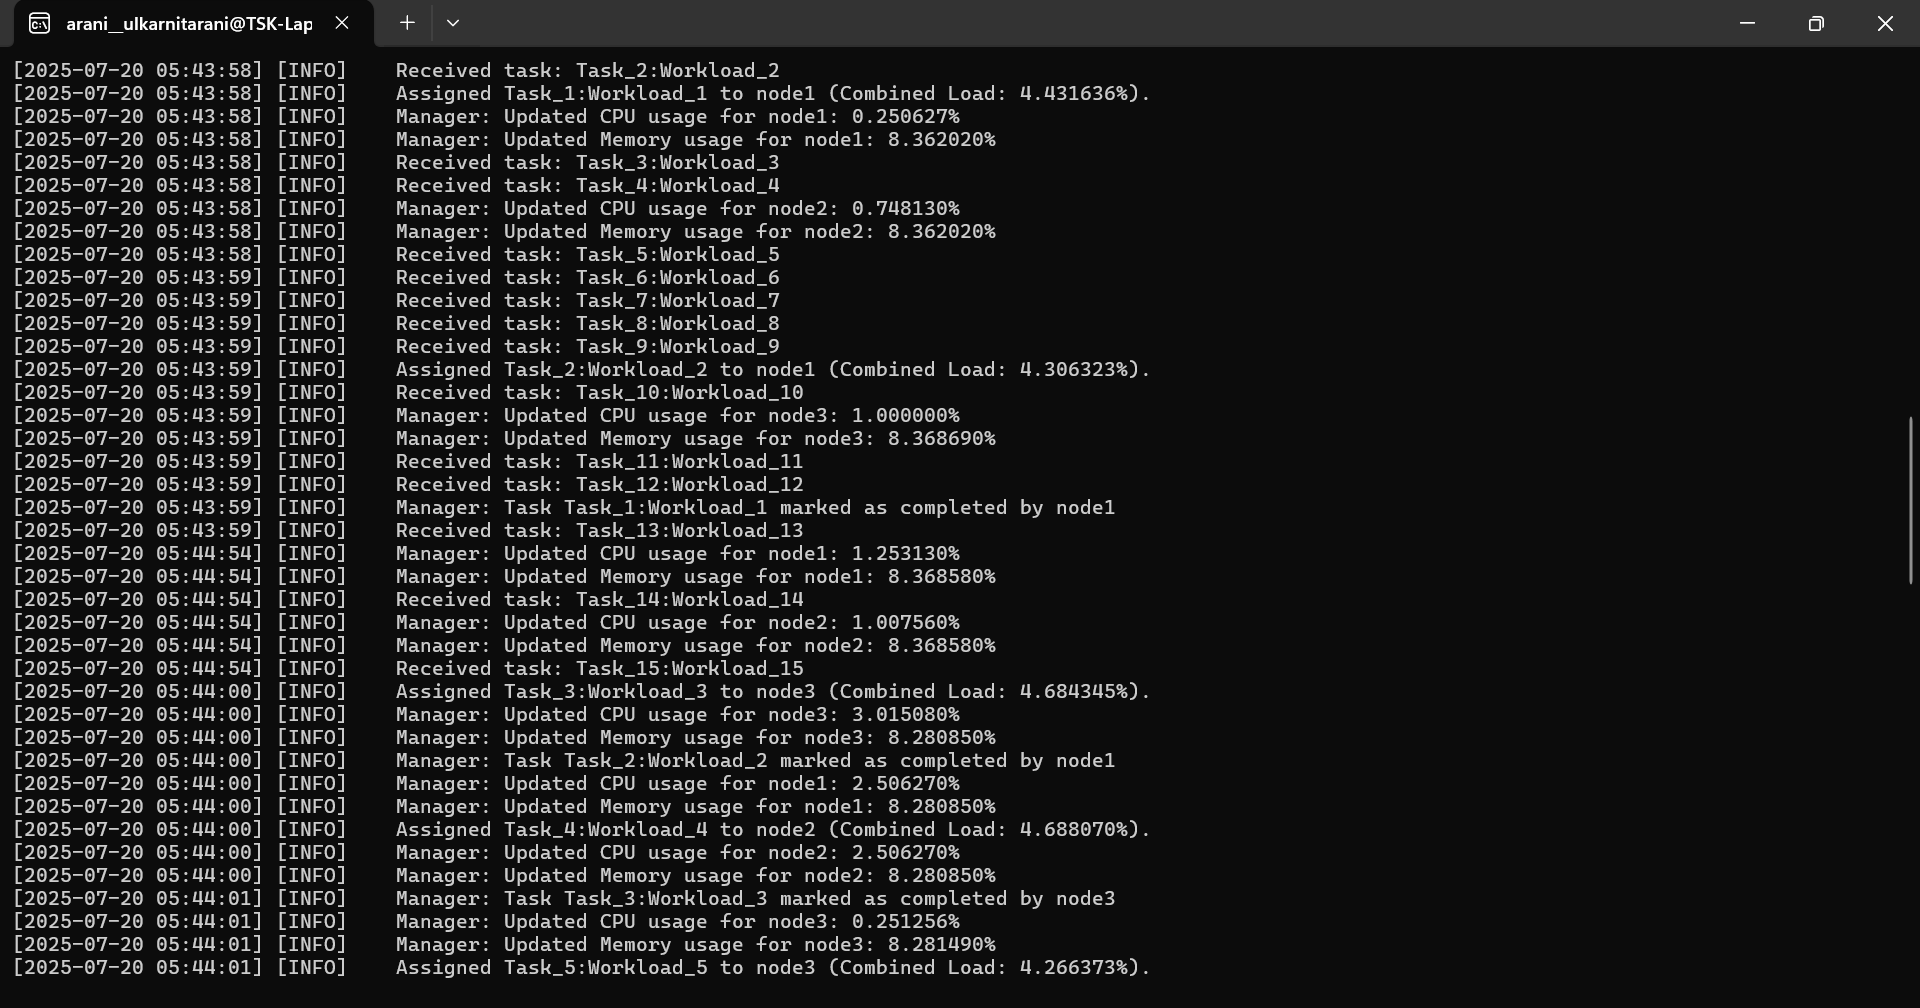 arani__ulkarnitarani@TSK-Lap
[2025-07-20 05:43:58] [INFO]    Received task: Task_2:Workload_2
[2025-07-20 05:43:58] [INFO]    Assigned Task_1:Workload_1 to node1 (Combined Load: 4.431636%).
[2025-07-20 05:43:58] [INFO]    Manager: Updated CPU usage for node1: 0.250627%
[2025-07-20 05:43:58] [INFO]    Manager: Updated Memory usage for node1: 8.362020%
[2025-07-20 05:43:58] [INFO]    Received task: Task_3:Workload_3
[2025-07-20 05:43:58] [INFO]    Received task: Task_4:Workload_4
[2025-07-20 05:43:58] [INFO]    Manager: Updated CPU usage for node2: 0.748130%
[2025-07-20 05:43:58] [INFO]    Manager: Updated Memory usage for node2: 8.362020%
[2025-07-20 05:43:58] [INFO]    Received task: Task_5:Workload_5
[2025-07-20 05:43:59] [INFO]    Received task: Task_6:Workload_6
[2025-07-20 05:43:59] [INFO]    Received task: Task_7:Workload_7
[2025-07-20 05:43:59] [INFO]    Received task: Task_8:Workload_8
[2025-07-20 05:43:59] [INFO]    Received task: Task_9:Workload_9
[2025-07-20 05:43:59] [INFO]    Assigned Task_2:Workload_2 to node1 (Combined Load: 4.306323%).
[2025-07-20 05:43:59] [INFO]    Received task: Task_10:Workload_10
[2025-07-20 05:43:59] [INFO]    Manager: Updated CPU usage for node3: 1.000000%
[2025-07-20 05:43:59] [INFO]    Manager: Updated Memory usage for node3: 8.368690%
[2025-07-20 05:43:59] [INFO]    Received task: Task_11:Workload_11
[2025-07-20 05:43:59] [INFO]    Received task: Task_12:Workload_12
[2025-07-20 05:43:59] [INFO]    Manager: Task Task_1:Workload_1 marked as completed by node1
[2025-07-20 05:43:59] [INFO]    Received task: Task_13:Workload_13
[2025-07-20 05:44:54] [INFO]    Manager: Updated CPU usage for node1: 1.253130%
[2025-07-20 05:44:54] [INFO]    Manager: Updated Memory usage for node1: 8.368580%
[2025-07-20 05:44:54] [INFO]    Received task: Task_14:Workload_14
[2025-07-20 05:44:54] [INFO]    Manager: Updated CPU usage for node2: 1.007560%
[2025-07-20 05:44:54] [INFO]    Manager: Updated Memory usage for node2: 8.368580%
[2025-07-20 05:44:54] [INFO]    Received task: Task_15:Workload_15
[2025-07-20 05:44:00] [INFO]    Assigned Task_3:Workload_3 to node3 (Combined Load: 4.684345%).
[2025-07-20 05:44:00] [INFO]    Manager: Updated CPU usage for node3: 3.015080%
[2025-07-20 05:44:00] [INFO]    Manager: Updated Memory usage for node3: 8.280850%
[2025-07-20 05:44:00] [INFO]    Manager: Task Task_2:Workload_2 marked as completed by node1
[2025-07-20 05:44:00] [INFO]    Manager: Updated CPU usage for node1: 2.506270%
[2025-07-20 05:44:00] [INFO]    Manager: Updated Memory usage for node1: 8.280850%
[2025-07-20 05:44:00] [INFO]    Assigned Task_4:Workload_4 to node2 (Combined Load: 4.688070%).
[2025-07-20 05:44:00] [INFO]    Manager: Updated CPU usage for node2: 2.506270%
[2025-07-20 05:44:00] [INFO]    Manager: Updated Memory usage for node2: 8.280850%
[2025-07-20 05:44:01] [INFO]    Manager: Task Task_3:Workload_3 marked as completed by node3
[2025-07-20 05:44:01] [INFO]    Manager: Updated CPU usage for node3: 0.251256%
[2025-07-20 05:44:01] [INFO]    Manager: Updated Memory usage for node3: 8.281490%
[2025-07-20 05:44:01] [INFO]    Assigned Task_5:Workload_5 to node3 (Combined Load: 4.266373%).